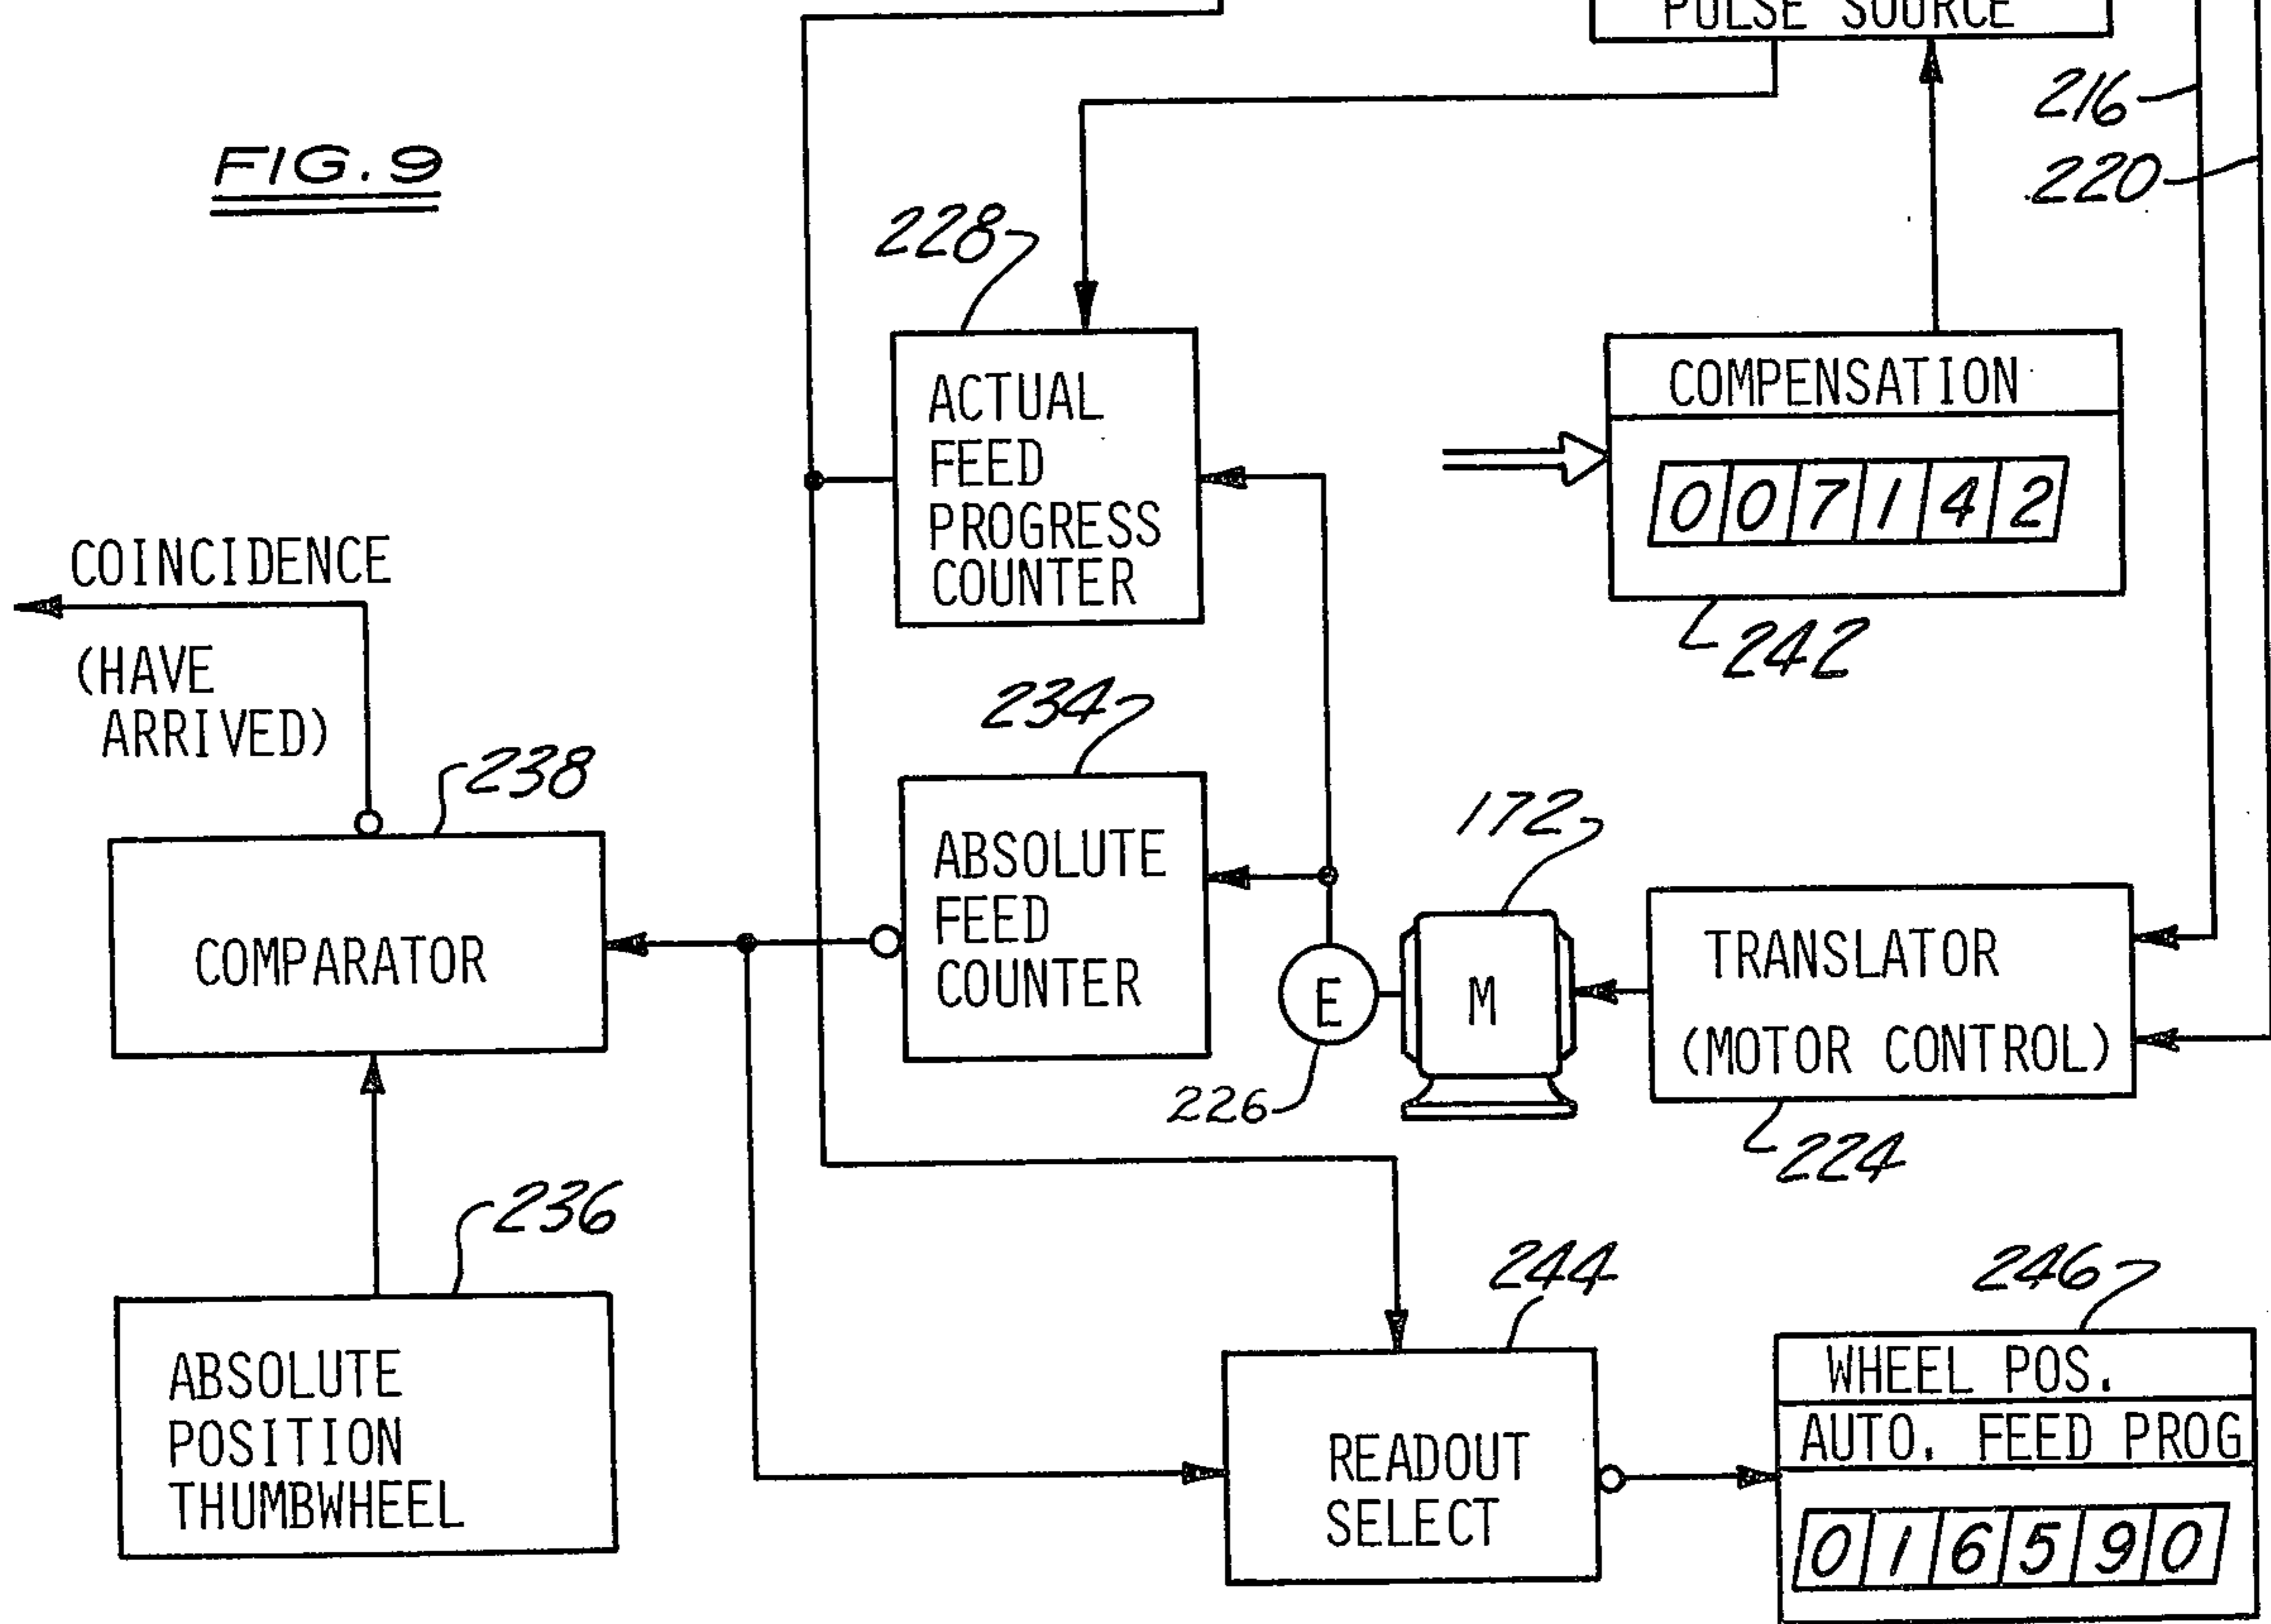 PULSE SOURCE
216
220
FIG. 9
228
ACTUAL
FEED
PROGRESS
COUNTER
COMPENSATION
007142
242
COINCIDENCE
(HAVE
ARRIVED)
238
COMPARATOR
234
ABSOLUTE
FEED
COUNTER
172
E
M
226
TRANSLATOR
(MOTOR CONTROL)
224
236
ABSOLUTE
POSITION
THUMBWHEEL
244
READOUT
SELECT
246
WHEEL POS.
AUTO. FEED PROG
016590